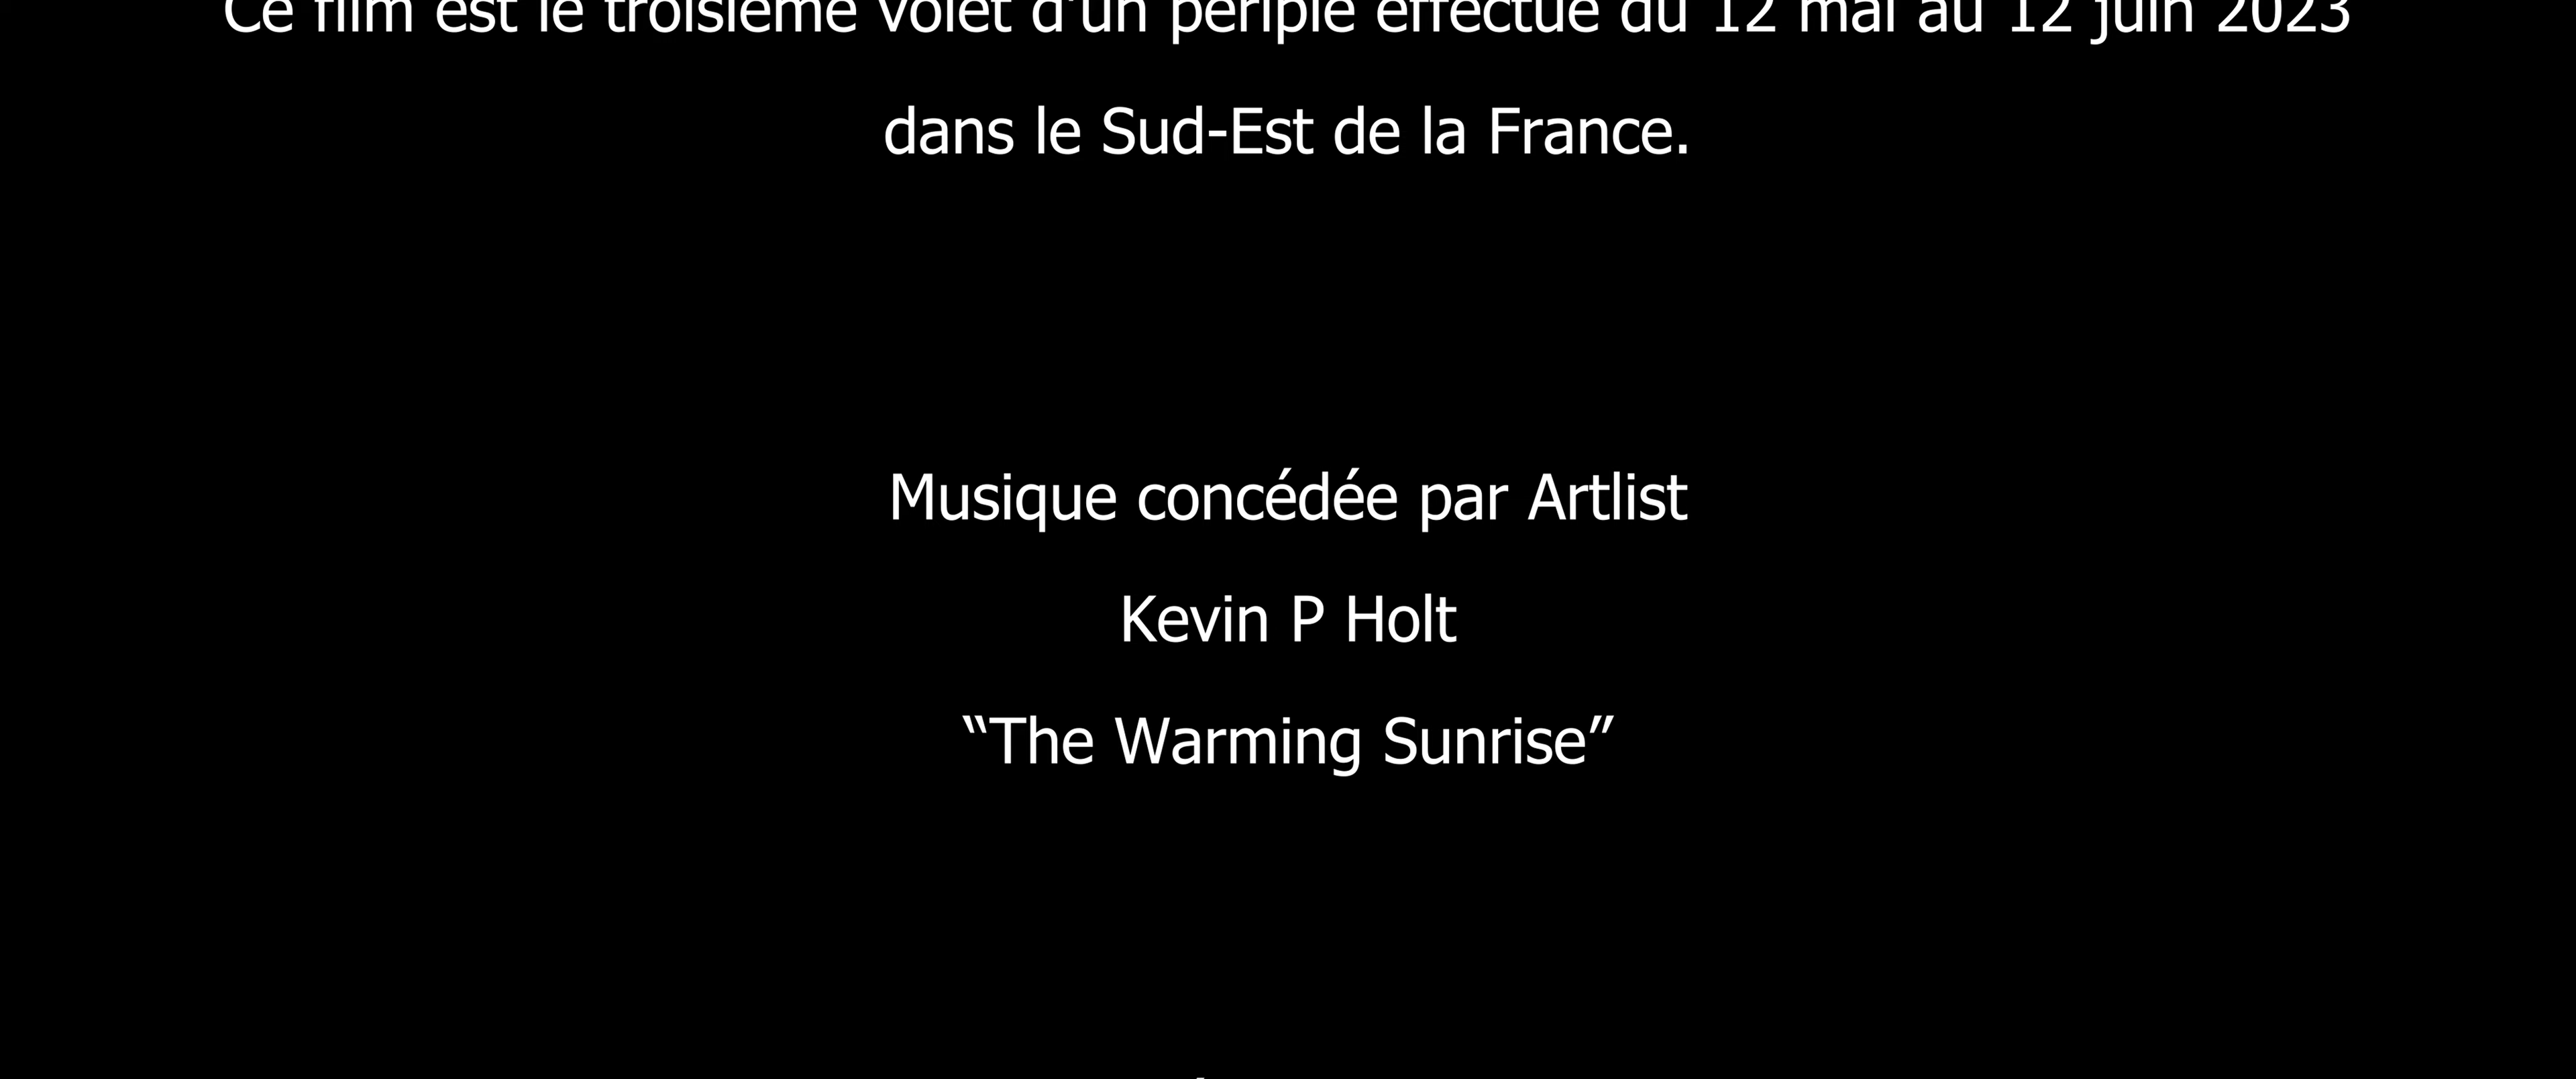 Ce film est le troisième volet d'un périple effectué du 12 mai au 12 juin 2023
dans le Sud-Est de la France.
Musique concédée par Artlist
Kevin P Holt
“The Warming Sunrise”